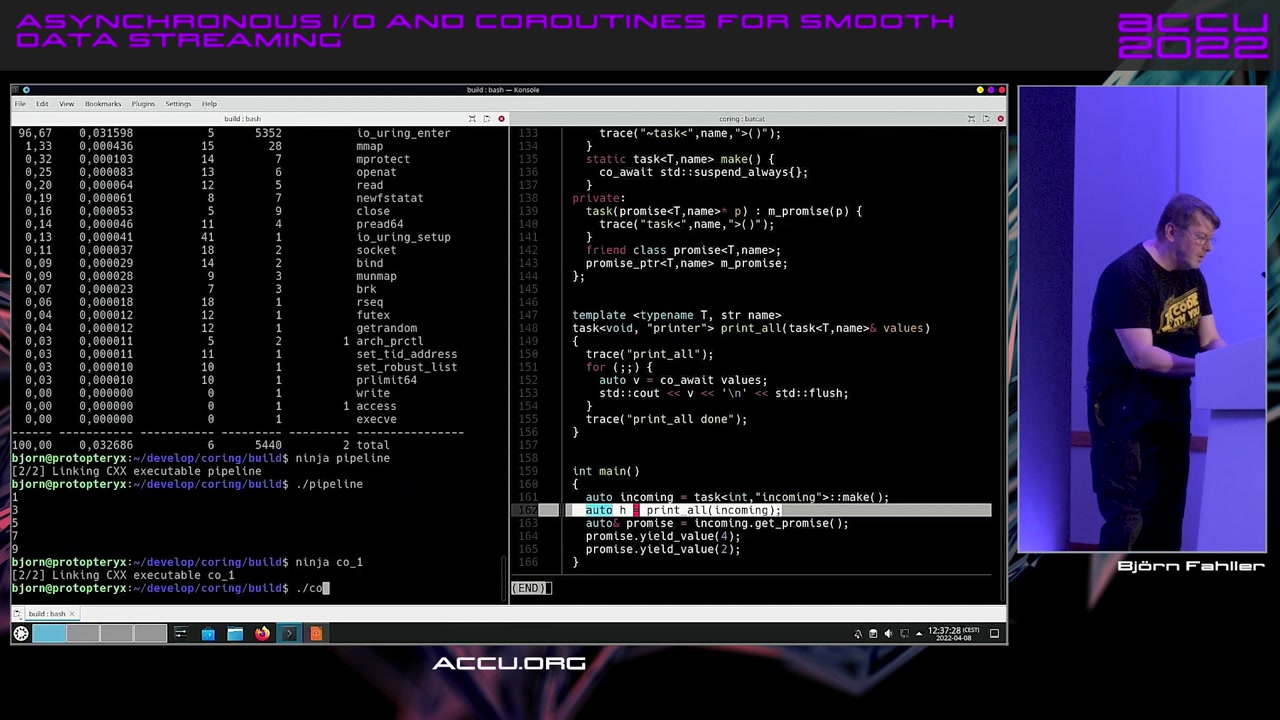 ASYNCHRONOUS I/O AND COROUTINES FOR SMOOTH
DATA STREAMING
ACCU
2022
build : bash — Konsole
File Edit View Bookmarks Plugins Settings Help
build : bash
96,67 0,031598 5 5352 io_uring_enter
1,33 0,000436 15 28 mmap
0,32 0,000103 14 7 mprotect
0,25 0,000083 13 6 openat
0,20 0,000064 12 5 read
0,19 0,000061 8 7 newfstatat
0,16 0,000053 5 9 close
0,14 0,000046 11 4 pread64
0,13 0,000041 41 1 io_uring_setup
0,11 0,000037 18 2 socket
0,09 0,000029 14 2 bind
0,09 0,000028 9 3 munmap
0,07 0,000023 7 3 brk
0,06 0,000018 18 1 rseq
0,04 0,000012 12 1 futex
0,04 0,000012 12 1 getrandom
0,03 0,000011 5 2 1 arch_prctl
0,03 0,000011 11 1 set_tid_address
0,03 0,000010 10 1 set_robust_list
0,03 0,000010 10 1 prlimit64
0,00 0,000000 0 1 write
0,00 0,000000 0 1 1 access
0,00 0,000000 0 1 execve
------ ----------- ----------- --------- --------- ----------------
100,00 0,032686 6 5440 2 total
bjorn@protopteryx:~/develop/coring/build$ ninja pipeline
[2/2] Linking CXX executable pipeline
bjorn@protopteryx:~/develop/coring/build$ ./pipeline
1
3
5
7
9
bjorn@protopteryx:~/develop/coring/build$ ninja co_1
[2/2] Linking CXX executable co_1
bjorn@protopteryx:~/develop/coring/build$ ./co
coring : batcat
133 trace("~task<",name,">()");
134 }
135 static task<T,name> make() {
136 co_await std::suspend_always{};
137 }
138 private:
139 task(promise<T,name>* p) : m_promise(p) {
140 trace("task<",name,">()");
141 }
142 friend class promise<T,name>;
143 promise_ptr<T,name> m_promise;
144 };
145
146
147 template <typename T, str name>
148 task<void, "printer"> print_all(task<T,name>& values)
149 {
150 trace("print_all");
151 for (;;) {
152 auto v = co_await values;
153 std::cout << v << '\n' << std::flush;
154 }
155 trace("print_all done");
156 }
157
158
159 int main()
160 {
161 auto incoming = task<int,"incoming">::make();
162 auto h = print_all(incoming);
163 auto& promise = incoming.get_promise();
164 promise.yield_value(4);
165 promise.yield_value(2);
166 }
(END)
build : bash
12:37:28 (CEST)
2022-04-08
Björn Fahller
ACCU.ORG